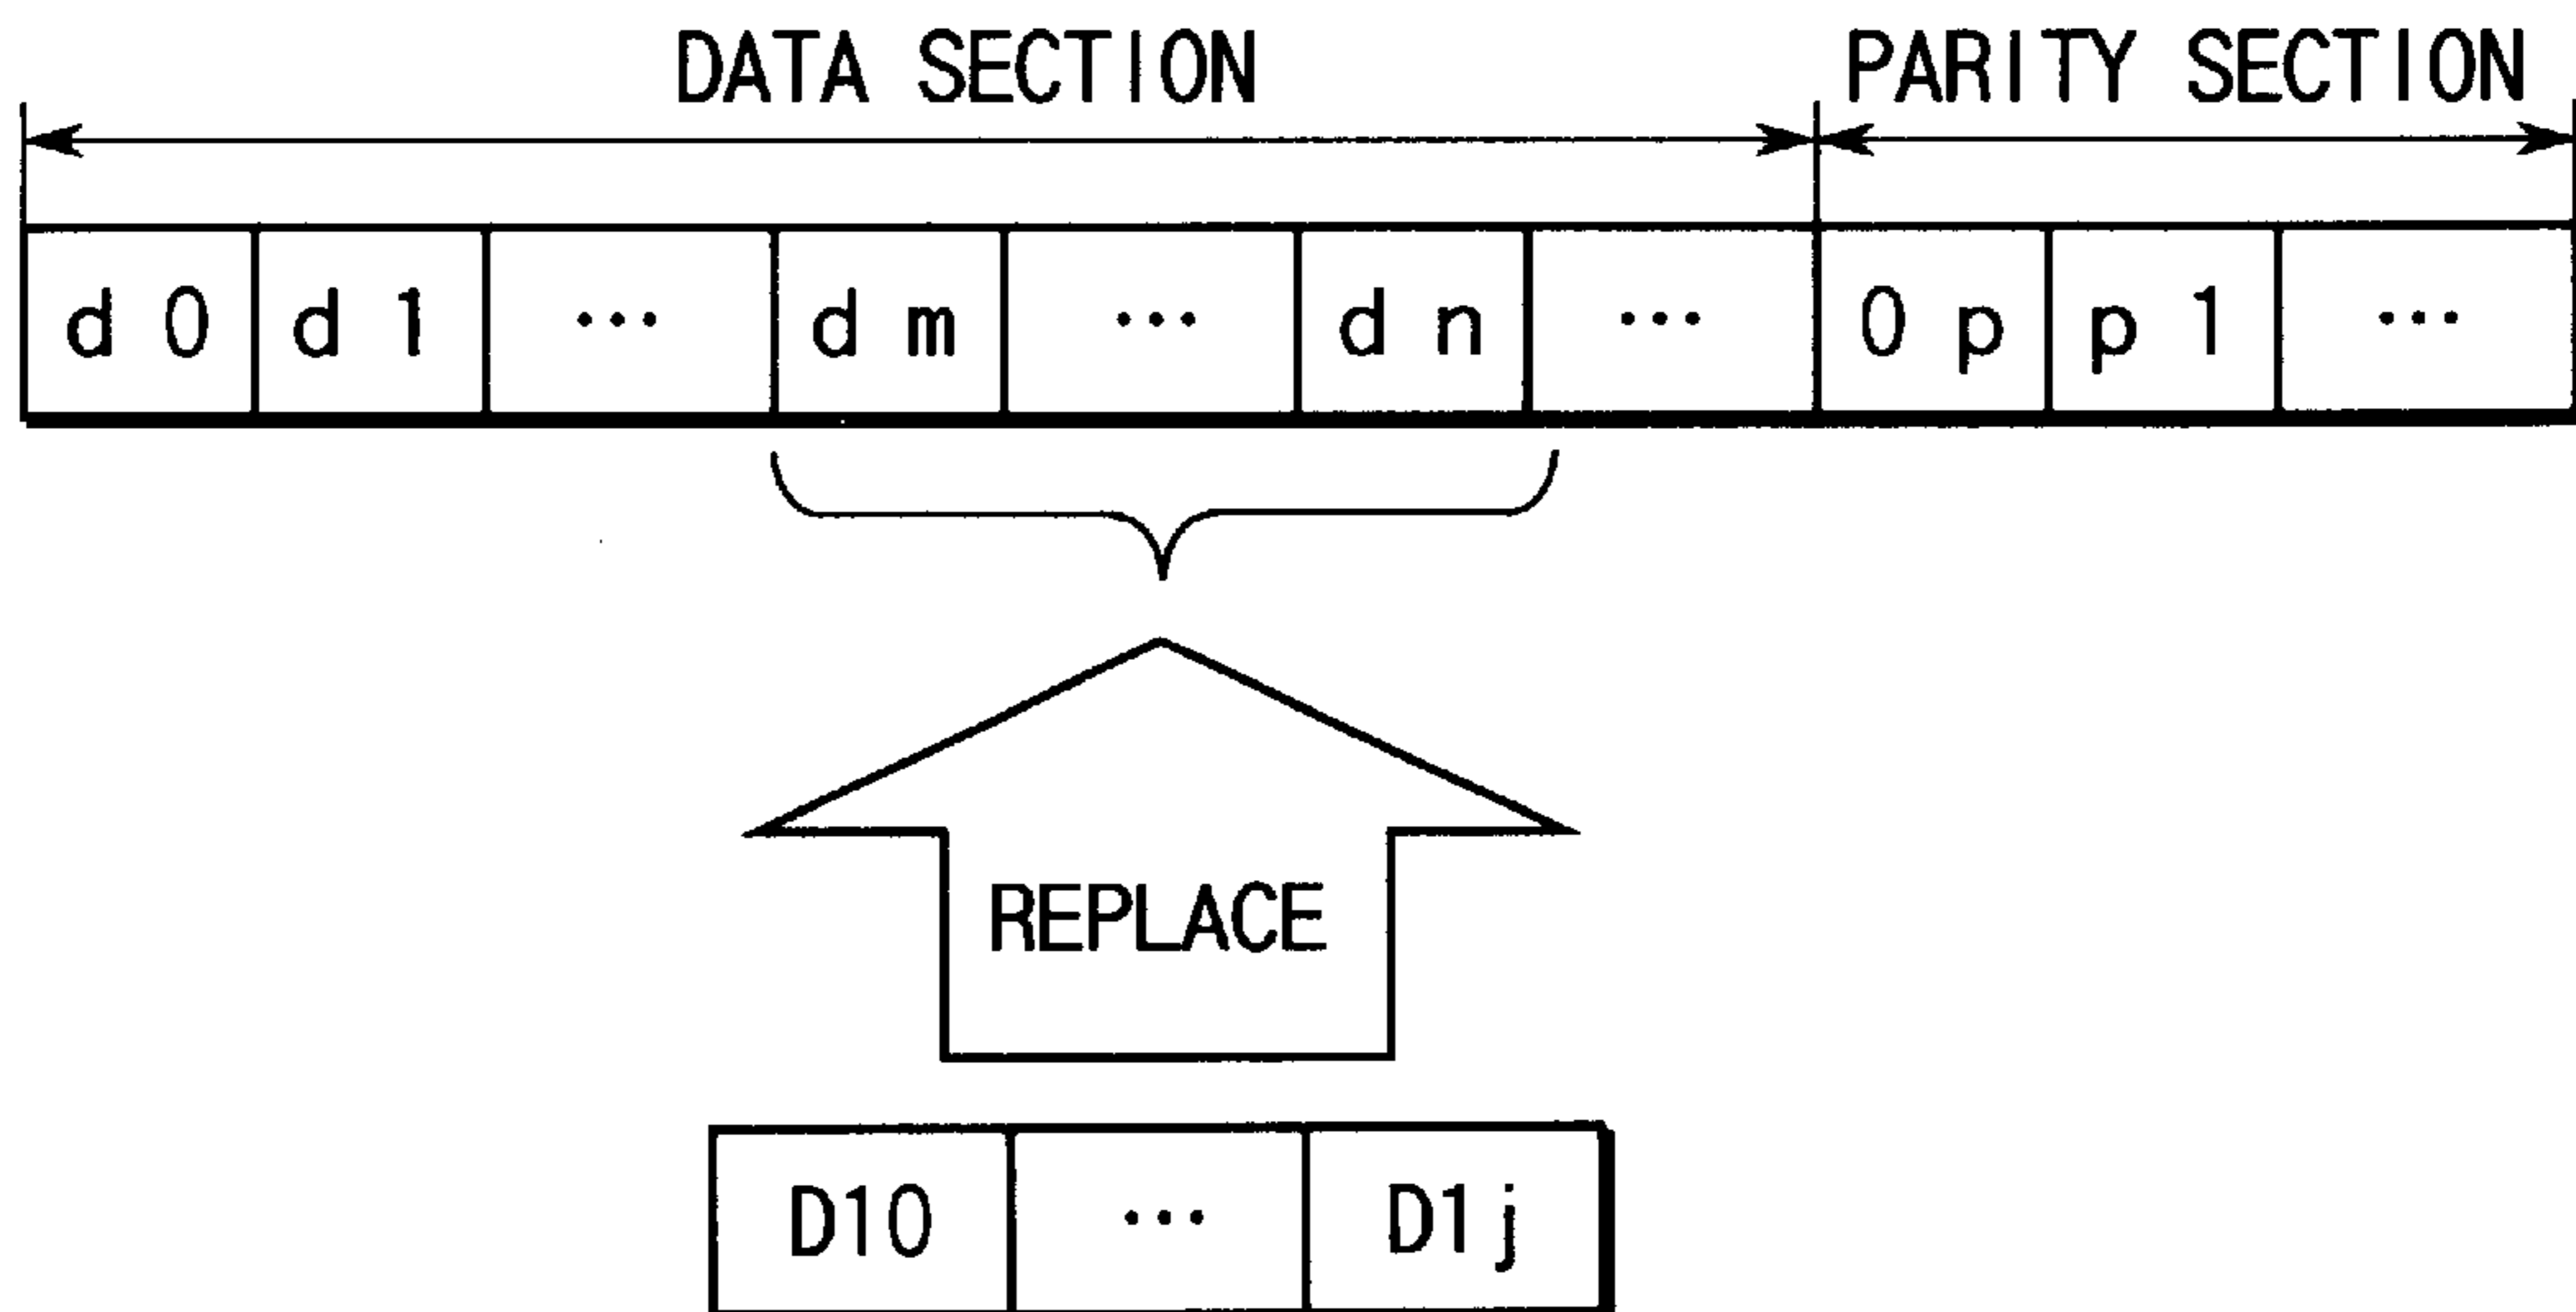 DATA SECTION PARITY SECTION
d 0 d 1 ... d m ... d n ... 0 p p 1 ...
REPLACE
D10 ... D1j